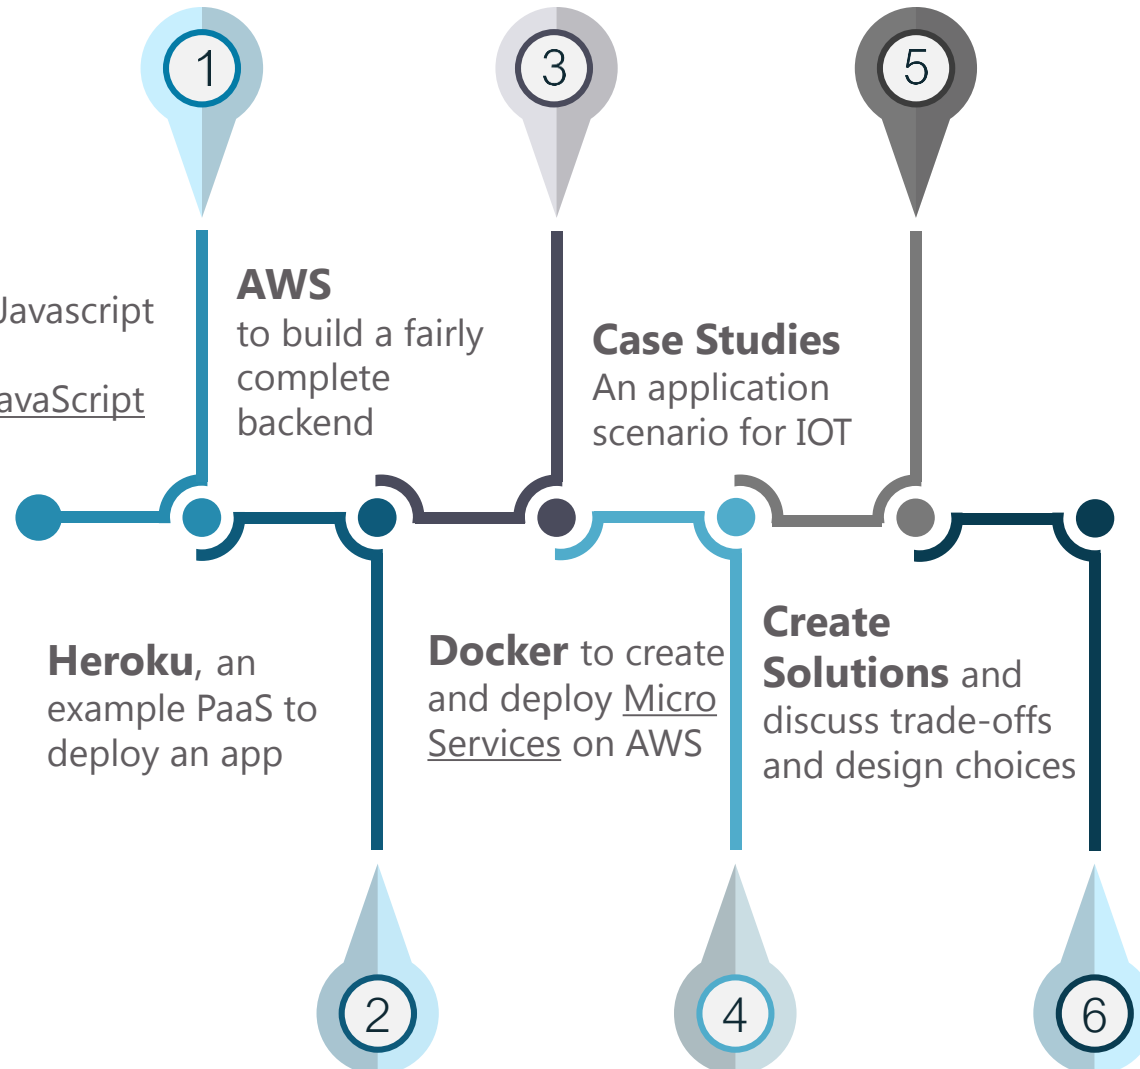 1
3
5
Javascript
JavaScript
AWS
to build a fairly
complete
backend
Case Studies
An application
scenario for IOT
Heroku, an
example PaaS to
deploy an app
Docker to create
and deploy Micro
Services on AWS
Create
Solutions and
discuss trade-offs
and design choices
2
4
6